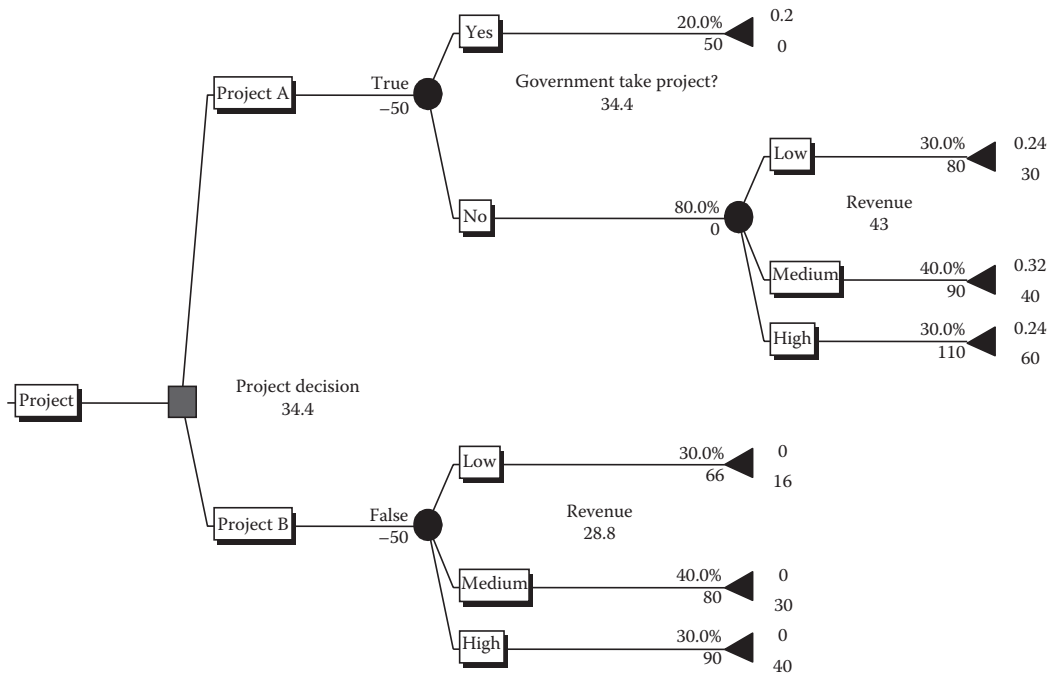 Yes
20.0%
50
0.2
0
Project A
True
–50
Government take project?
34.4
No
80.0%
0
Low
30.0%
80
0.24
30
Revenue
43
Medium
40.0%
90
0.32
40
High
30.0%
110
0.24
60
Project
Project decision
34.4
Project B
False
–50
Low
30.0%
66
0
16
Revenue
28.8
Medium
40.0%
80
0
30
High
30.0%
90
0
40